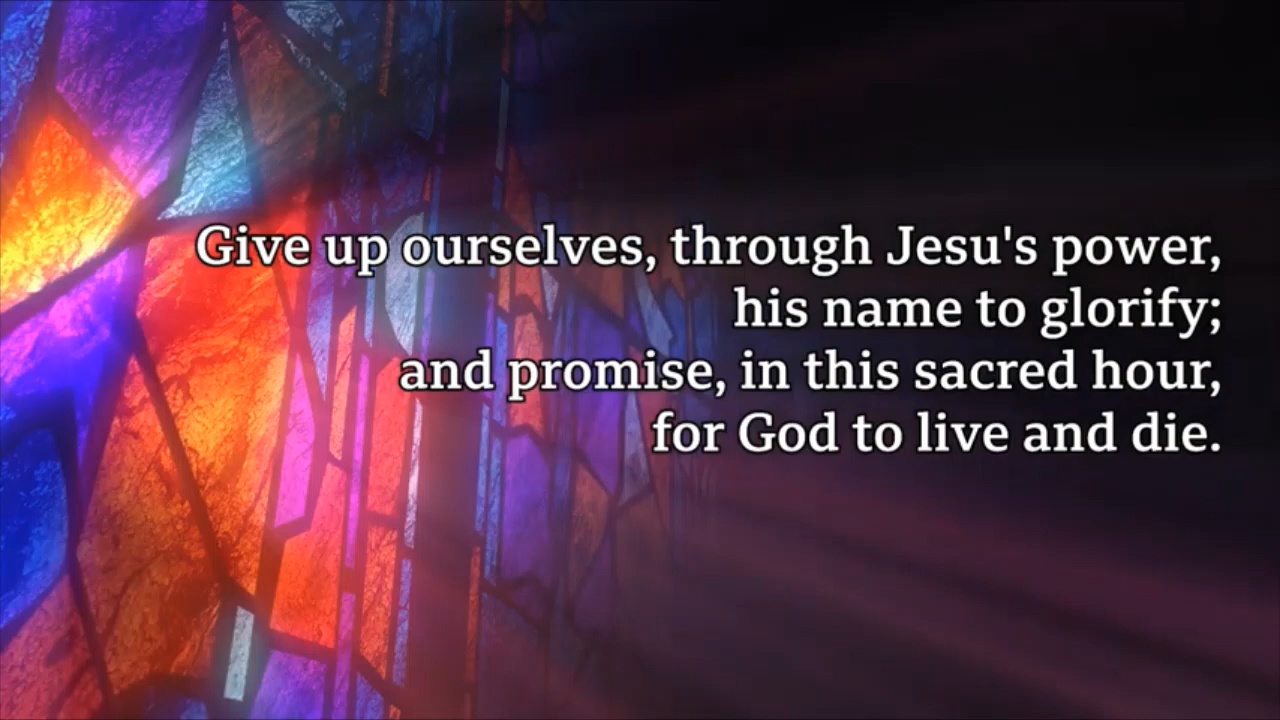 Give up ourselves, through Jesu's power,
his name to glorify;
and promise, in this sacred hour,
for God to live and die.